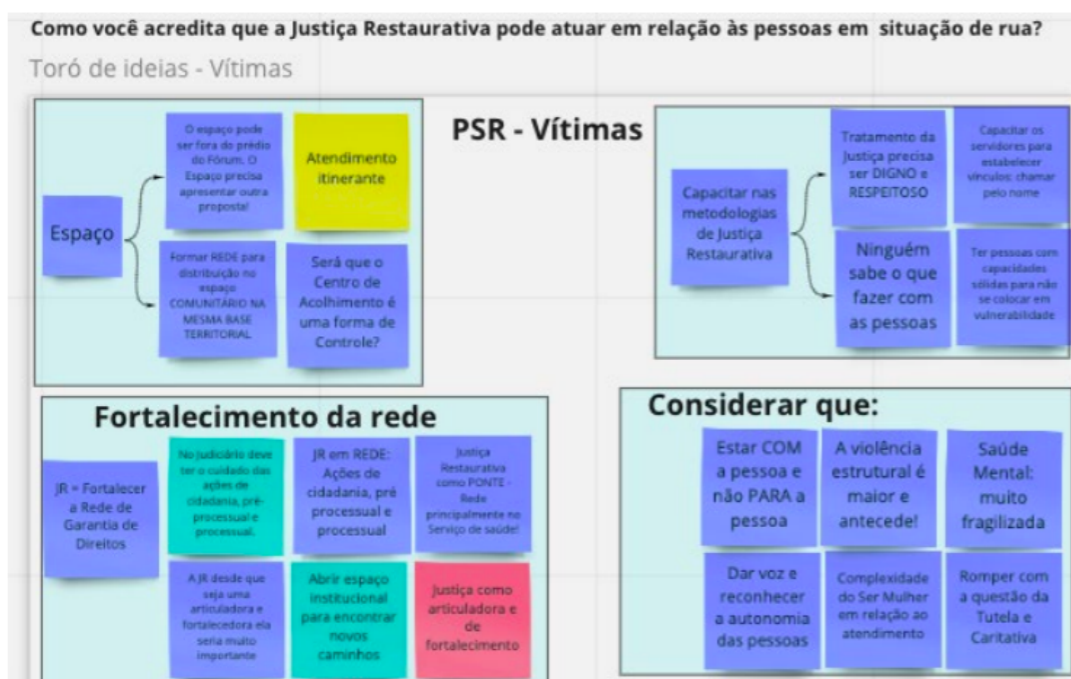 Como você acredita que a Justiça Restaurativa pode atuar em relação às pessoas em situação de rua?
Toró de ideias - Vítimas
PSR - Vítimas
Espaço
O espaço pode
ser fora do prédio
do Fórum. O
Espaço precisa
apresentar outra
proposta!
Atendimento
itinerante
Formar REDE para
distribuição no
espaço
COMUNITÁRIO NA
MESMA BASE
TERRITORIAL
Será que o
Centro de
Acolhimento é
uma forma de
Controle?
Capacitar nas
metodologias
de Justiça
Restaurativa
Tratamento da
Justiça precisa
ser DIGNO e
RESPEITOSO
Capacitar os
servidores para
estabelecer
vínculos: chamar
pelo nome
Ninguém
sabe o que
fazer com
as pessoas
Ter pessoas com
capacidades
sólidas para não
se colocar em
vulnerabilidade
Fortalecimento da rede
JR = Fortalecer
a Rede de
Garantia de
Direitos
No Judiciário deve
ter o cuidado das
ações de
cidadania, pré-
processual e
processual.
JR em REDE:
Ações de
cidadania, pré
processual e
processual
Justiça
Restaurativa
como PONTE -
Rede
principalmente no
Serviço de saúde!
A JR desde que
seja uma
articuladora e
fortalecedora ela
seria muito
importante
Abrir espaço
institucional
para encontrar
novos
caminhos
Justiça como
articuladora e
de
fortalecimento
Considerar que:
Estar COM
a pessoa e
não PARA a
pessoa
A violência
estrutural é
maior e
antecede!
Saúde
Mental:
muito
fragilizada
Dar voz e
reconhecer
a autonomia
das pessoas
Complexidade
do Ser Mulher
em relação ao
atendimento
Romper com
a questão da
Tutela e
Caritativa